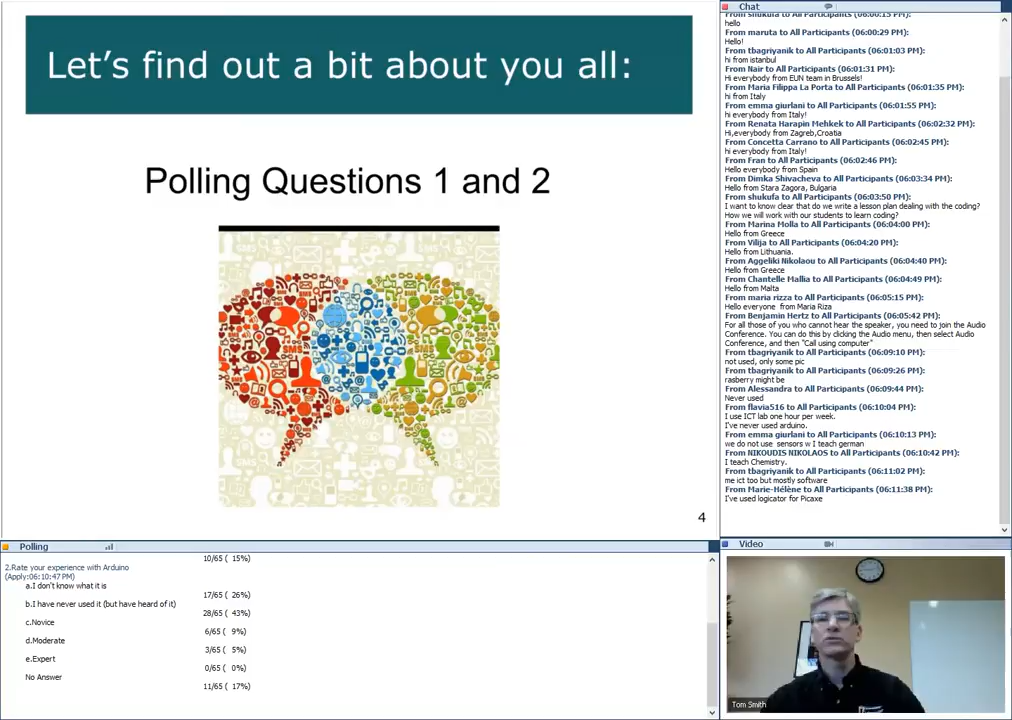 Let's find out a bit about you all:
Polling Questions 1 and 2
SMS
SMS
4
Chat
From shukufa to All Participants (06:00:15 PM):
hello
From maruta to All Participants (06:00:29 PM):
Hello!
From tbagriyanik to All Participants (06:01:03 PM):
hi from istanbul
From Nair to All Participants (06:01:31 PM):
Hi everybody from EUN team in Brussels!
From Maria Filippa La Porta to All Participants (06:01:35 PM):
hi from Italy
From emma giurlani to All Participants (06:01:55 PM):
hi everybody from Italy!
From Renata Harapin Mehkek to All Participants (06:02:32 PM):
Hi,everybody from Zagreb,Croatia
From Concetta Carrano to All Participants (06:02:45 PM):
hi everybody from Italy!
From Fran to All Participants (06:02:46 PM):
Hello everybody from Spain
From Dimka Shivacheva to All Participants (06:03:34 PM):
Hello from Stara Zagora, Bulgaria
From shukufa to All Participants (06:03:50 PM):
I want to know clear that do we write a lesson plan dealing with the coding?
How we will work with our students to learn coding?
From Marina Molla to All Participants (06:04:00 PM):
Hello from Greece
From Vilija to All Participants (06:04:20 PM):
Hello from Lithuania.
From Aggeliki Nikolaou to All Participants (06:04:40 PM):
Hello from Greece
From Chantelle Mallia to All Participants (06:04:49 PM):
Hello from Malta
From maria rizza to All Participants (06:05:15 PM):
Hello everyone from Maria Riza
From Benjamin Hertz to All Participants (06:05:42 PM):
For all those of you who cannot hear the speaker, you need to join the Audio
Conference. You can do this by clicking the Audio menu, then select Audio
Conference, and then "Call using computer"
From tbagriyanik to All Participants (06:09:10 PM):
not used, only some pic
From tbagriyanik to All Participants (06:09:26 PM):
rasberry might be
From Alessandra to All Participants (06:09:44 PM):
Never used
From flavia516 to All Participants (06:10:04 PM):
I use ICT lab one hour per week.
I've never used arduino.
From emma giurlani to All Participants (06:10:13 PM):
we do not use sensors w I teach german
From NIKOUDIS NIKOLAOS to All Participants (06:10:42 PM):
I teach Chemistry.
From tbagriyanik to All Participants (06:11:02 PM):
me ict too but mostly software
From Marie-Hélène to All Participants (06:11:38 PM):
I've used logicator for Picaxe
Polling
10/65 ( 15%)
2.Rate your experience with Arduino
(Apply:06:10:47 PM)
a.I don't know what it is
17/65 ( 26%)
b.I have never used it (but have heard of it)
28/65 ( 43%)
c.Novice
6/65 ( 9%)
d.Moderate
3/65 ( 5%)
e.Expert
0/65 ( 0%)
No Answer
11/65 ( 17%)
Video
Tom Smith